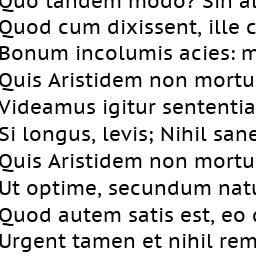 Quo tandem modo? Sin al
Quod cum dixissent, ille c
Bonum incolumis acies: m
Quis Aristidem non mortu
Videamus igitur sententia
Si longus, levis; Nihil sane
Quis Aristidem non mortu
Ut optime, secundum natu
Quod autem satis est, eo
Urgent tamen et nihil rem